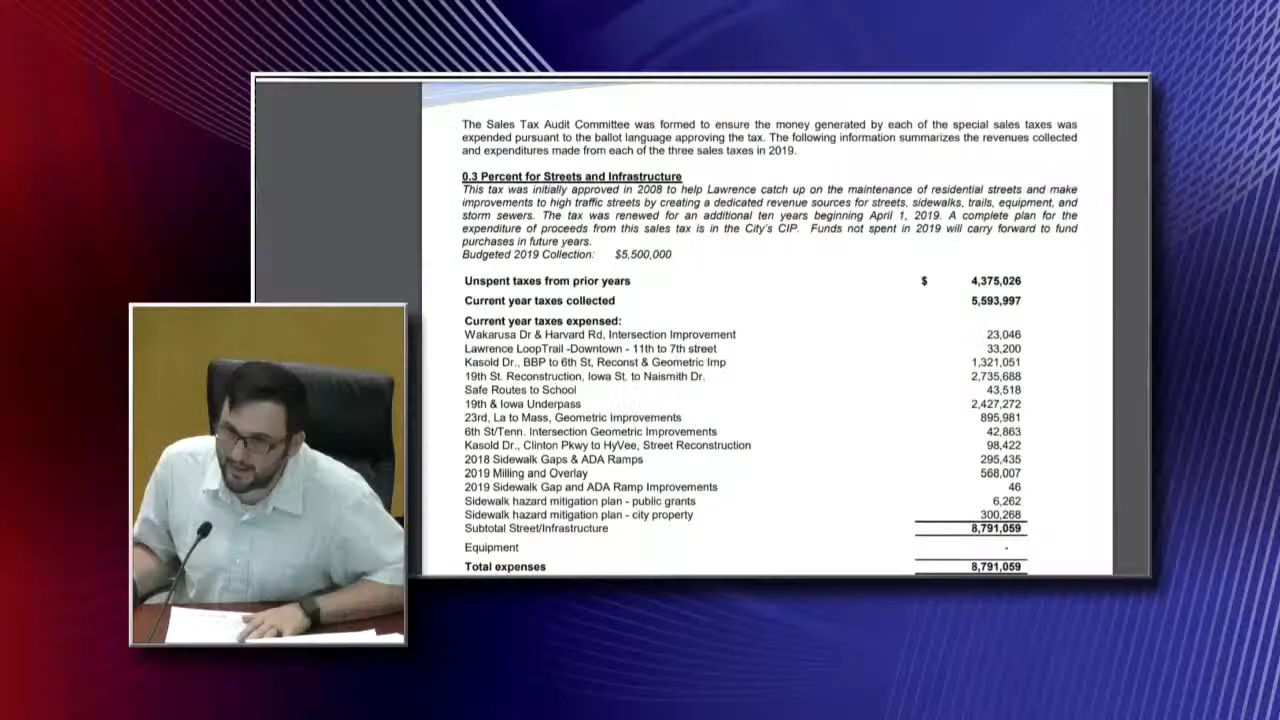 The Sales Tax Audit Committee was formed to ensure the money generated by each of the special sales taxes was
expended pursuant to the ballot language approving the tax. The following information summarizes the revenues collected
and expenditures made from each of the three sales taxes in 2019.
0.3 Percent for Streets and Infrastructure
This tax was initially approved in 2008 to help Lawrence catch up on the maintenance of residential streets and make
improvements to high traffic streets by creating a dedicated revenue sources for streets, sidewalks, trails, equipment, and
storm sewers. The tax was renewed for an additional ten years beginning April 1, 2019. A complete plan for the
expenditure of proceeds from this sales tax is in the City's CIP. Funds not spent in 2019 will carry forward to fund
purchases in future years.
Budgeted 2019 Collection: $5,500,000
Unspent taxes from prior years $ 4,375,026
Current year taxes collected 5,593,997
Current year taxes expensed:
Wakarusa Dr & Harvard Rd, Intersection Improvement 23,046
Lawrence LoopTrail -Downtown - 11th to 7th street 33,200
Kasold Dr., BBP to 6th St, Reconst & Geometric Imp 1,321,051
19th St. Reconstruction, Iowa St. to Naismith Dr. 2,735,688
Safe Routes to School 43,518
19th & Iowa Underpass 2,427,272
23rd, La to Mass, Geometric Improvements 895,981
6th St/Tenn. Intersection Geometric Improvements 42,863
Kasold Dr., Clinton Pkwy to HyVee, Street Reconstruction 98,422
2018 Sidewalk Gaps & ADA Ramps 295,435
2019 Milling and Overlay 568,007
2019 Sidewalk Gap and ADA Ramp Improvements 46
Sidewalk hazard mitigation plan - public grants 6,262
Sidewalk hazard mitigation plan - city property 300,268
Subtotal Street/Infrastructure 8,791,059
Equipment -
Total expenses 8,791,059